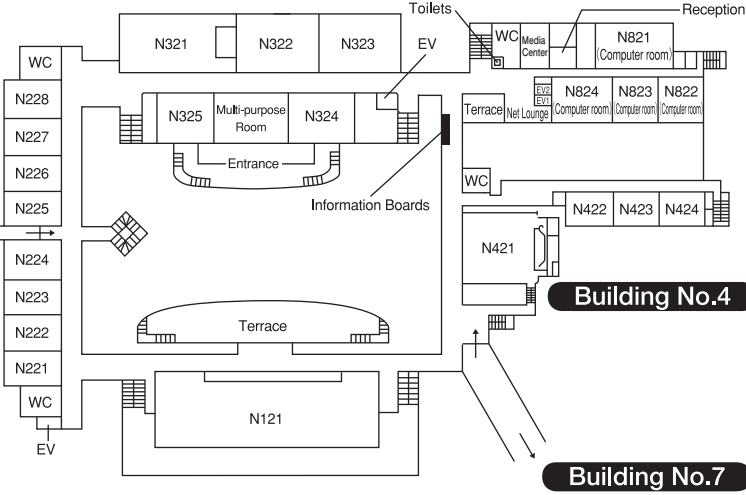 Toilets
Reception
WC
N321
N322
N323
EV
WC
Media
Center
N821
(Computer room)
N228
N227
N226
N225
N325
Multi-purpose
Room
N324
Entrance
Information Boards
Terrace
Net Lounge
EV2
EV1
N824
(Computer room)
N823
(Computer room)
N822
(Computer room)
WC
N422
N423
N424
N421
Building No.4
N224
N223
N222
N221
WC
EV
Terrace
N121
Building No.7